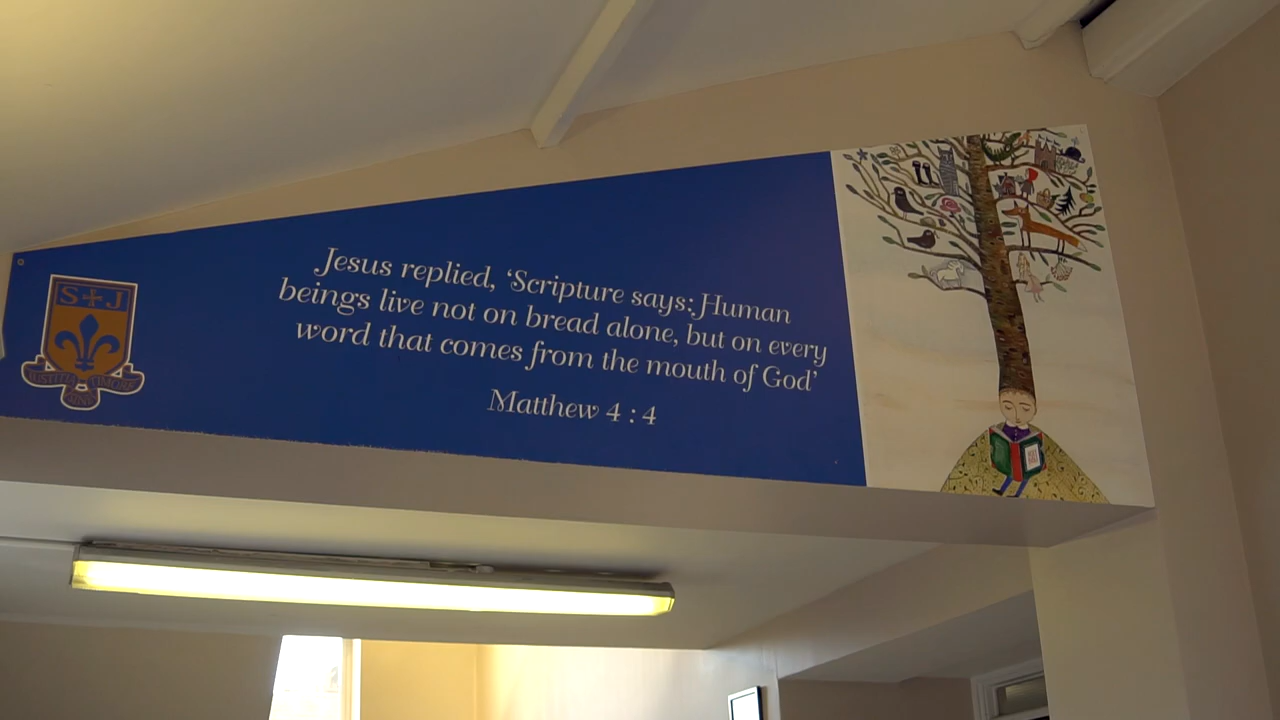 S J
Jesus replied, ‘Scripture says: Human
beings live not on bread alone, but on every
word that comes from the mouth of God’
Matthew 4 : 4